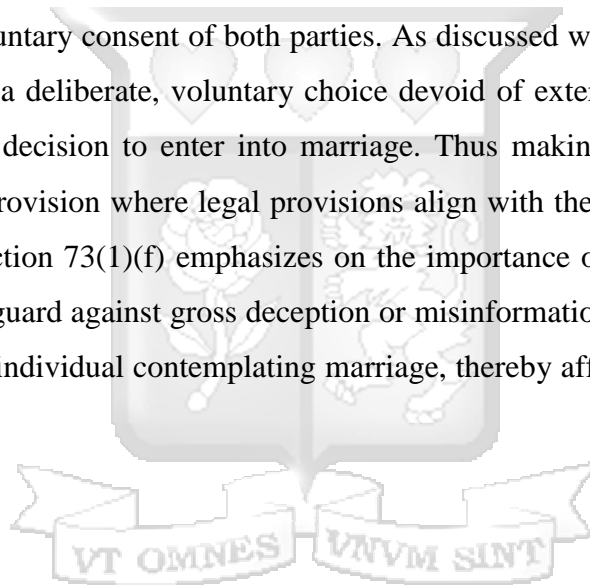 untary consent of both parties. As discussed w
a deliberate, voluntary choice devoid of exter
decision to enter into marriage. Thus makin
rovision where legal provisions align with the
ction 73(1)(f) emphasizes on the importance o
guard against gross deception or misinformatio
individual contemplating marriage, thereby aff
VT OMNES VNVM SINT